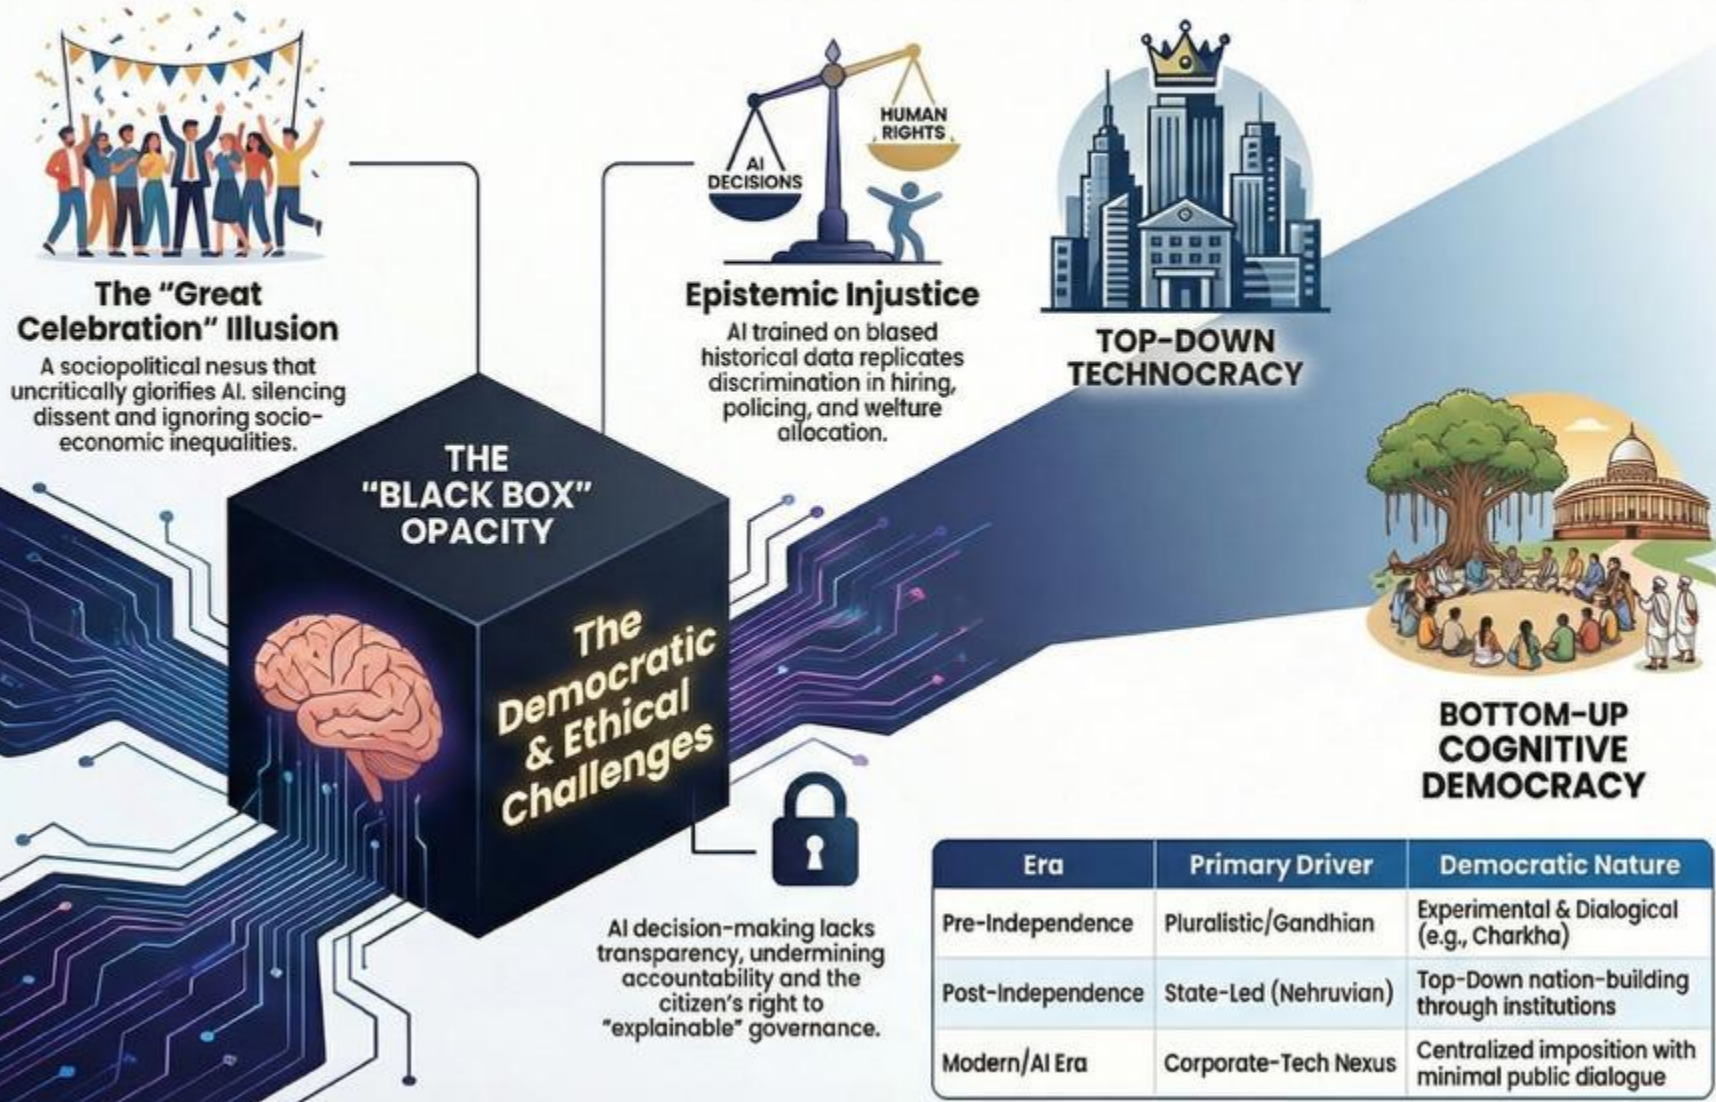 The "Great
Celebration" Illusion
A sociopolitical nesus that
uncritically giorifies AI. silencing
dissent and ignoring socio-
economic inequalities.
AI
DECISIONS
HUMAN
RIGHTS
Epistemic Injustice
AI trained on blased
historical data replicates
discrimination in hiring,
policing, and welture
allocation.
TOP-DOWN
TECHNOCRACY
THE
"BLACK BOX"
OPACITY
The
Democratic
& Ethical
Challenges
AI decision-making lacks
transparency, undermining
accountability and the
citizen's right to
"explainable" governance.
BOTTOM-UP
COGNITIVE
DEMOCRACY
Era Primary Driver Democratic Nature
Pre-Independence Pluralistic/Gandhian Experimental & Dialogical
(e.g., Charkha)
Post-Independence State-Led (Nehruvian) Top-Down nation-building
through institutions
Modern/AI Era Corporate-Tech Nexus Centralized imposition with
minimal public dialogue